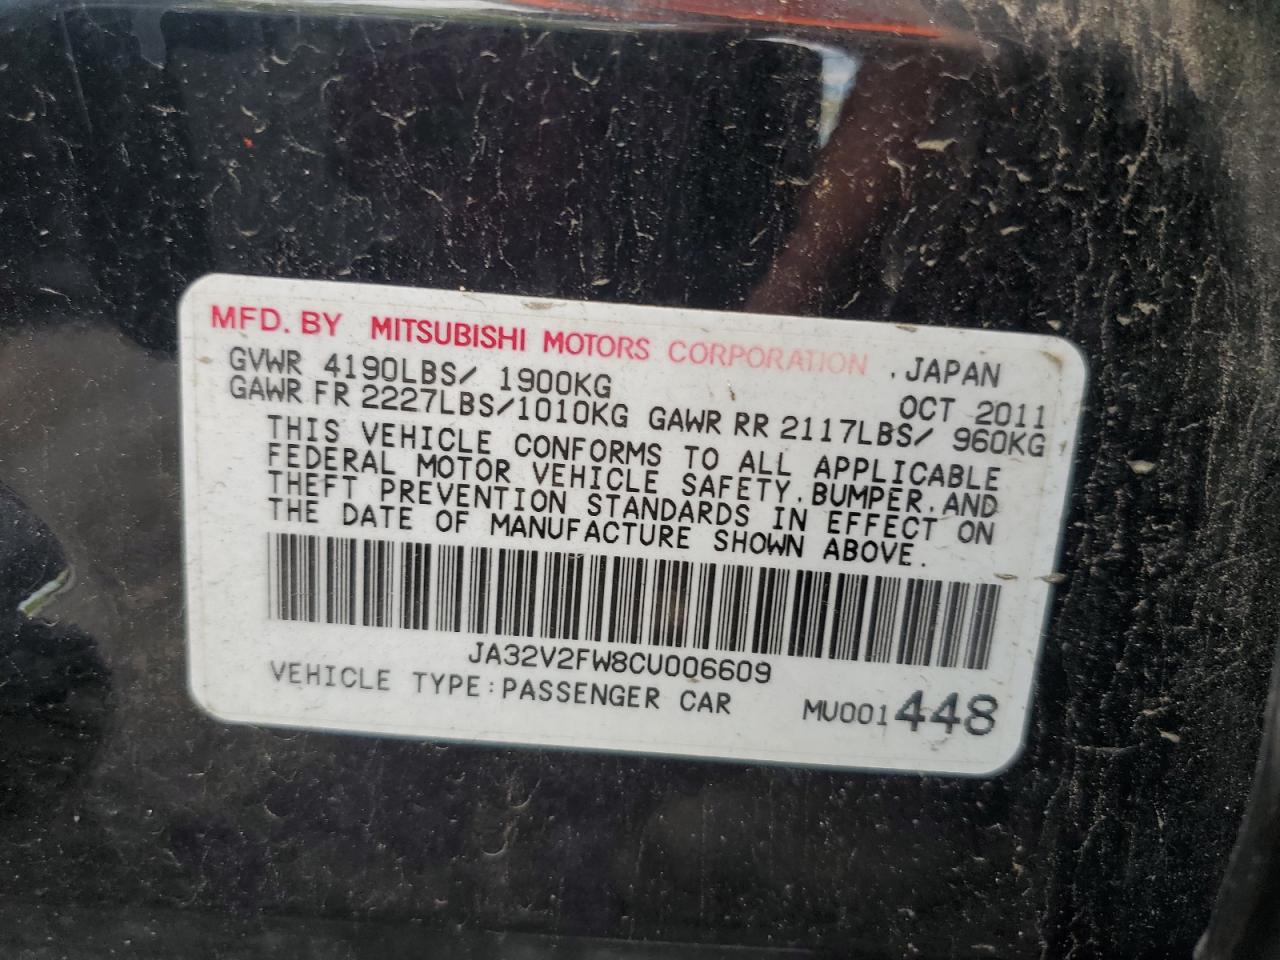 MFD. BY MITSUBISHI MOTORS CORPORATION , JAPAN
GVWR 4190LBS/ 1900KG OCT 2011
GAWR FR 2227LBS/1010KG GAWR RR 2117LBS/ 960KG
THIS VEHICLE CONFORMS TO ALL APPLICABLE
FEDERAL MOTOR VEHICLE SAFETY, BUMPER, AND
THEFT PREVENTION STANDARDS IN EFFECT ON
THE DATE OF MANUFACTURE SHOWN ABOVE.
JA32V2FW8CU006609
VEHICLE TYPE:PASSENGER CAR MU001448